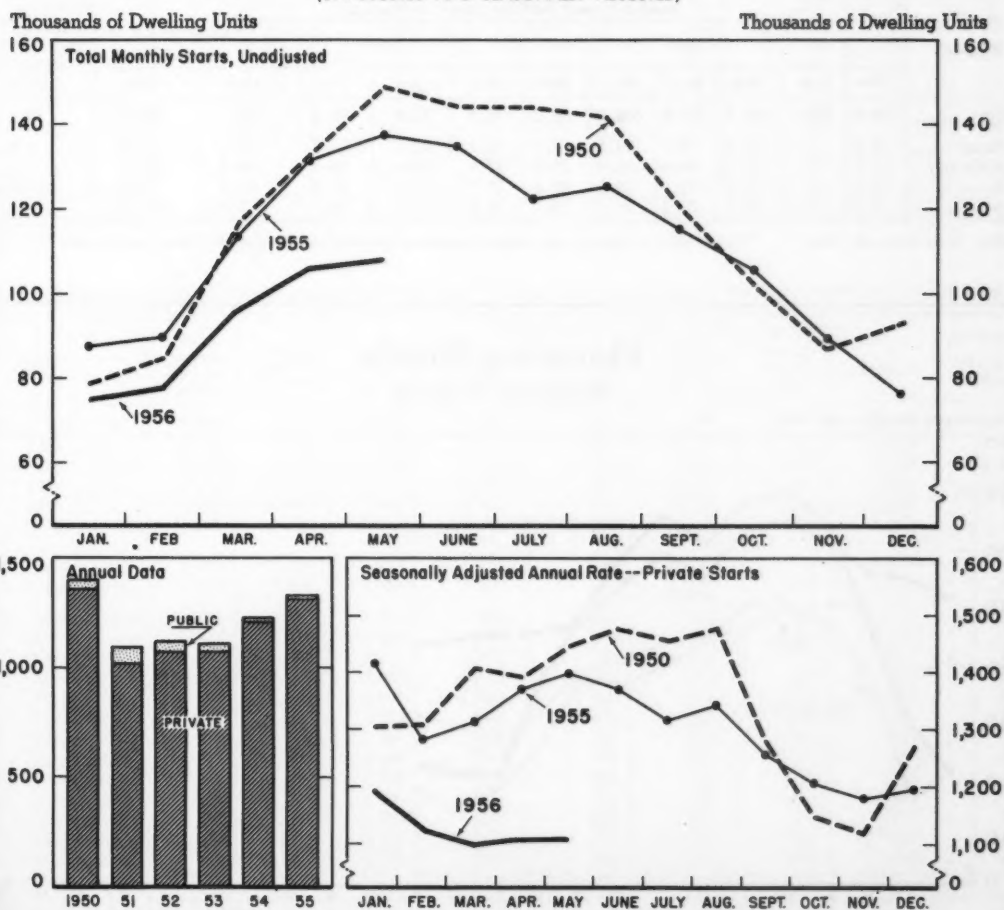 Thousands of Dwelling Units Thousands of Dwelling Units
160 160
Total Monthly Starts, Unadjusted
140 140
1950
120 120
1955
100 100
80 80
1956
60 60
0 0
JAN. FEB MAR. APR. MAY JUNE JULY AUG. SEPT. OCT. NOV. DEC.
Annual Data
,500
PUBLIC
,000
PRIVATE
500
0
1950 51 52 53 54 55
Seasonally Adjusted Annual Rate--Private Starts
1,600
1,500
1950
1,400
1955
1,300
1,200
1956
1,100
0
JAN. FEB. MAR. APR. MAY JUNE JULY AUG. SEPT. OCT. NOV. DEC.